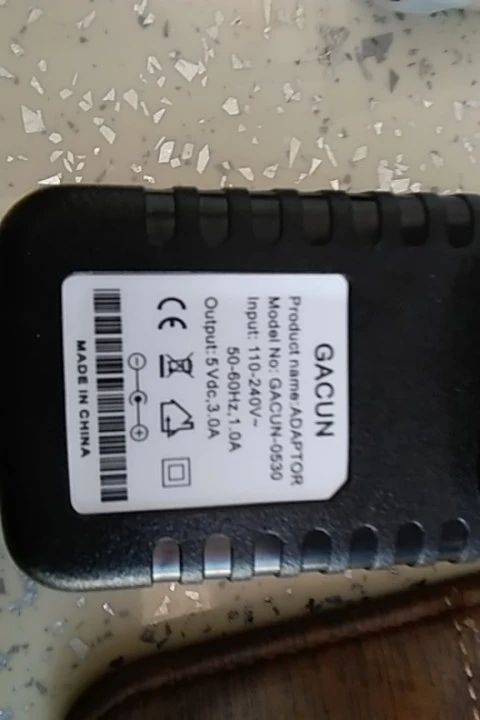 GACUN
Product name:ADAPTOR
Model No: GACUN-0530
Input: 110-240V~
50-60Hz,1.0A
Output:5Vdc,3.0A
CE
MADE IN CHINA